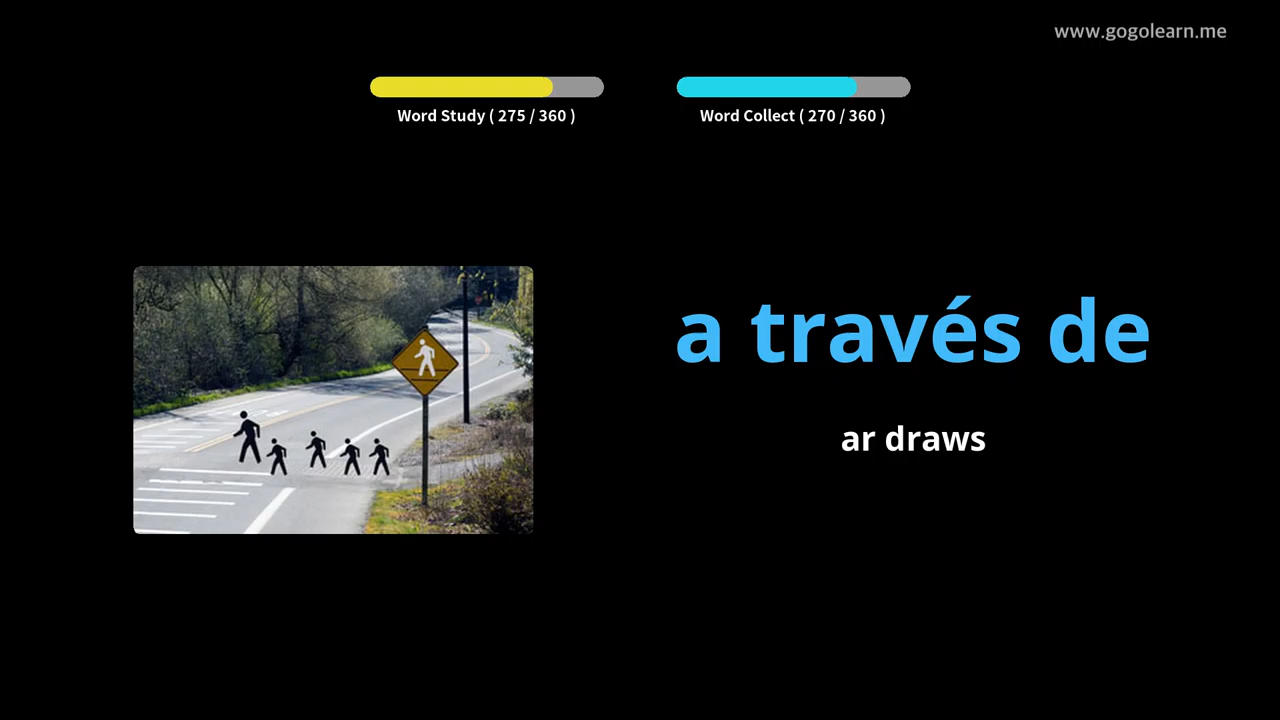 www.gogolearn.me
Word Study ( 275 / 360 )
Word Collect ( 270 / 360 )
a través de
ar draws